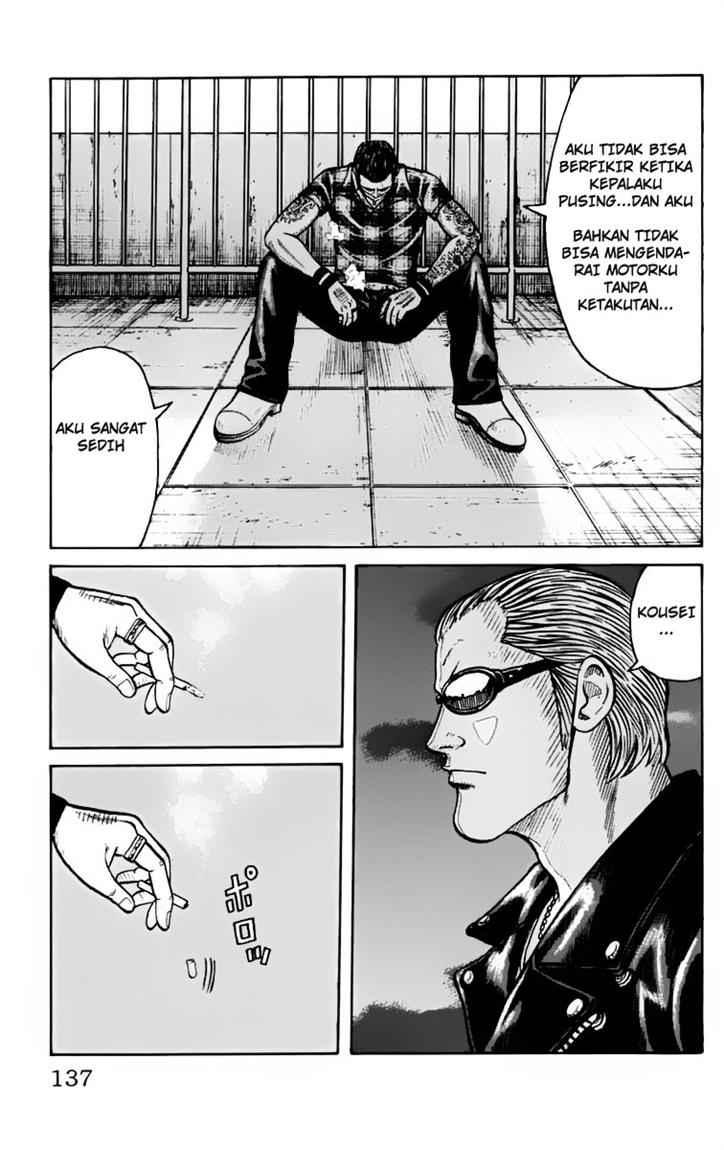 AKU TIDAK BISA
BERFIKIR KETIKA
KEPALAKU
PUSING...DAN AKU
BAHKAN TIDAK
BISA MENGENDA-
RAI MOTORKU
TANPA
KETAKUTAN...
AKU SANGAT
SEDIH
KOUSEI
...
ポロッ
137